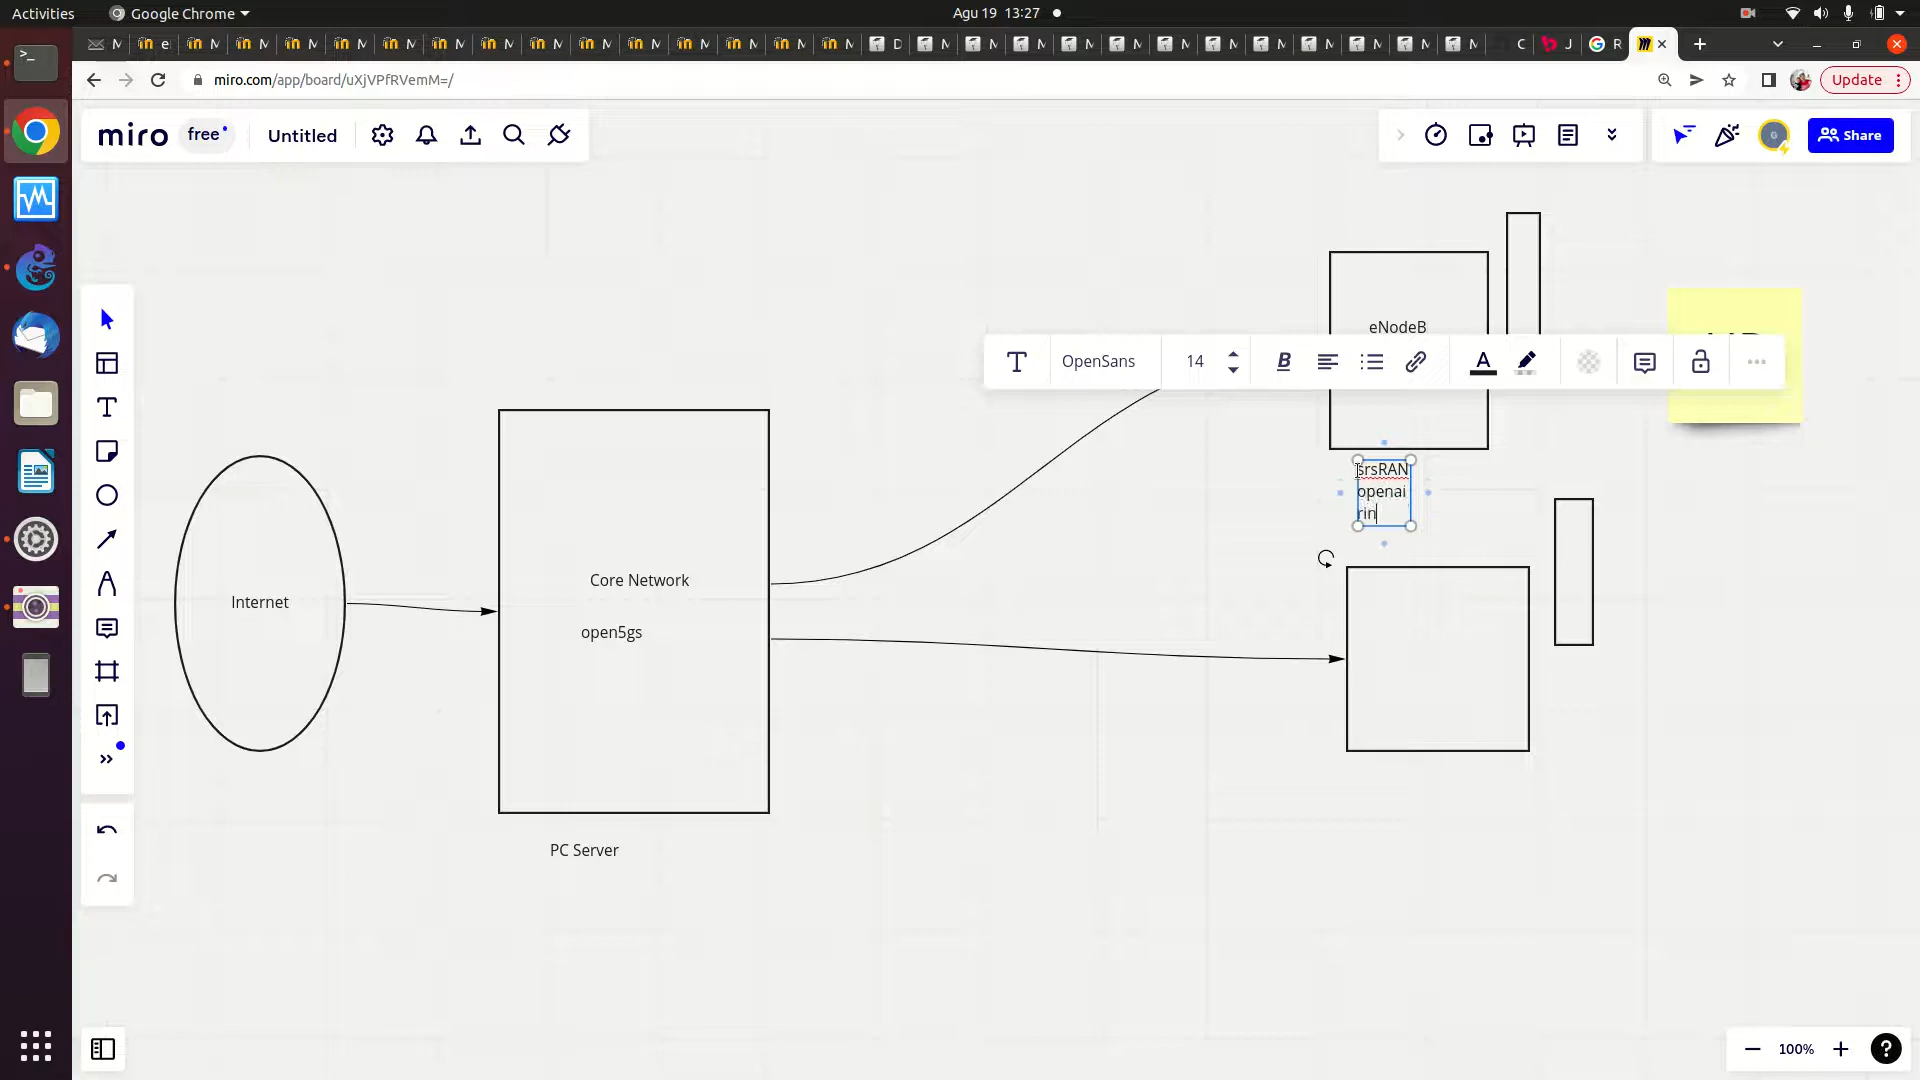 Activities
Google Chrome
Agu 19 13:27
miro.com/app/board/uXjVPfRVemM=/
Update
miro
free
Untitled
Share
eNodeB
OpenSans
14
B
A
srsRAN
openai
rin
Internet
Core Network
open5gs
PC Server
100%